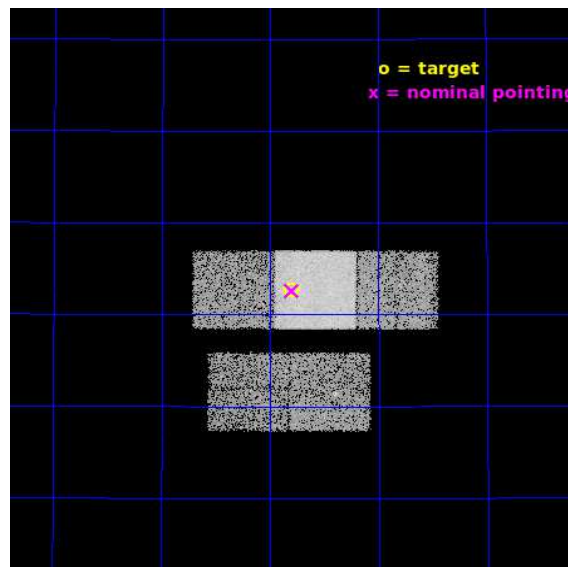 o = target
x = nominal pointing